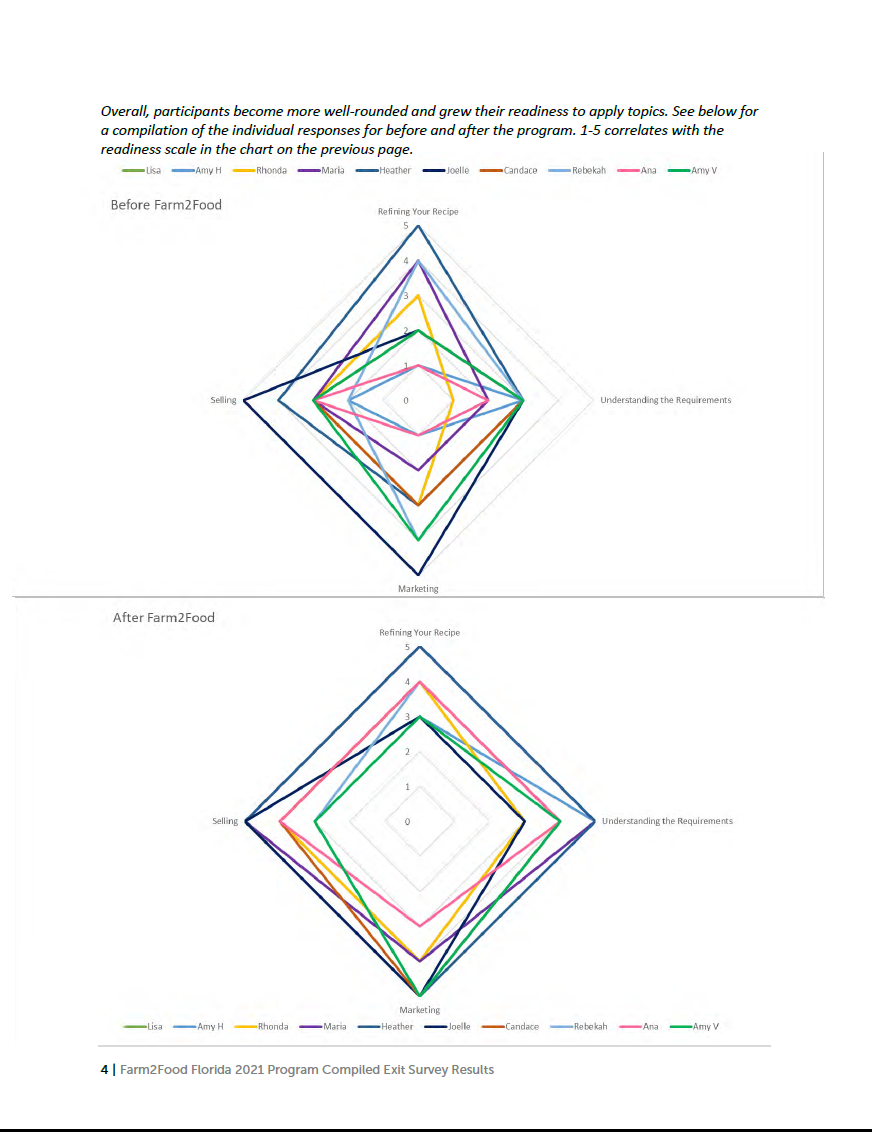 Overall, participants become more well-rounded and grew their readiness to apply topics. See below for
a compilation of the individual responses for before and after the program. 1-5 correlates with the
readiness scale in the chart on the previous page.
Lisa Amy H Rhonda Maria Heather Joelle Candace Rebekah Ana Amy V
Before Farm2Food
Refining Your Recipe
5
4
3
2
1
Selling 0 Understanding the Requirements
Marketing
After Farm2Food
Refining Your Recipe
5
4
3
2
1
Selling 0 Understanding the Requirements
Marketing
Lisa Amy H Rhonda Maria Heather Joelle Candace Rebekah Ana Amy V
4 | Farm2Food Florida 2021 Program Compiled Exit Survey Results